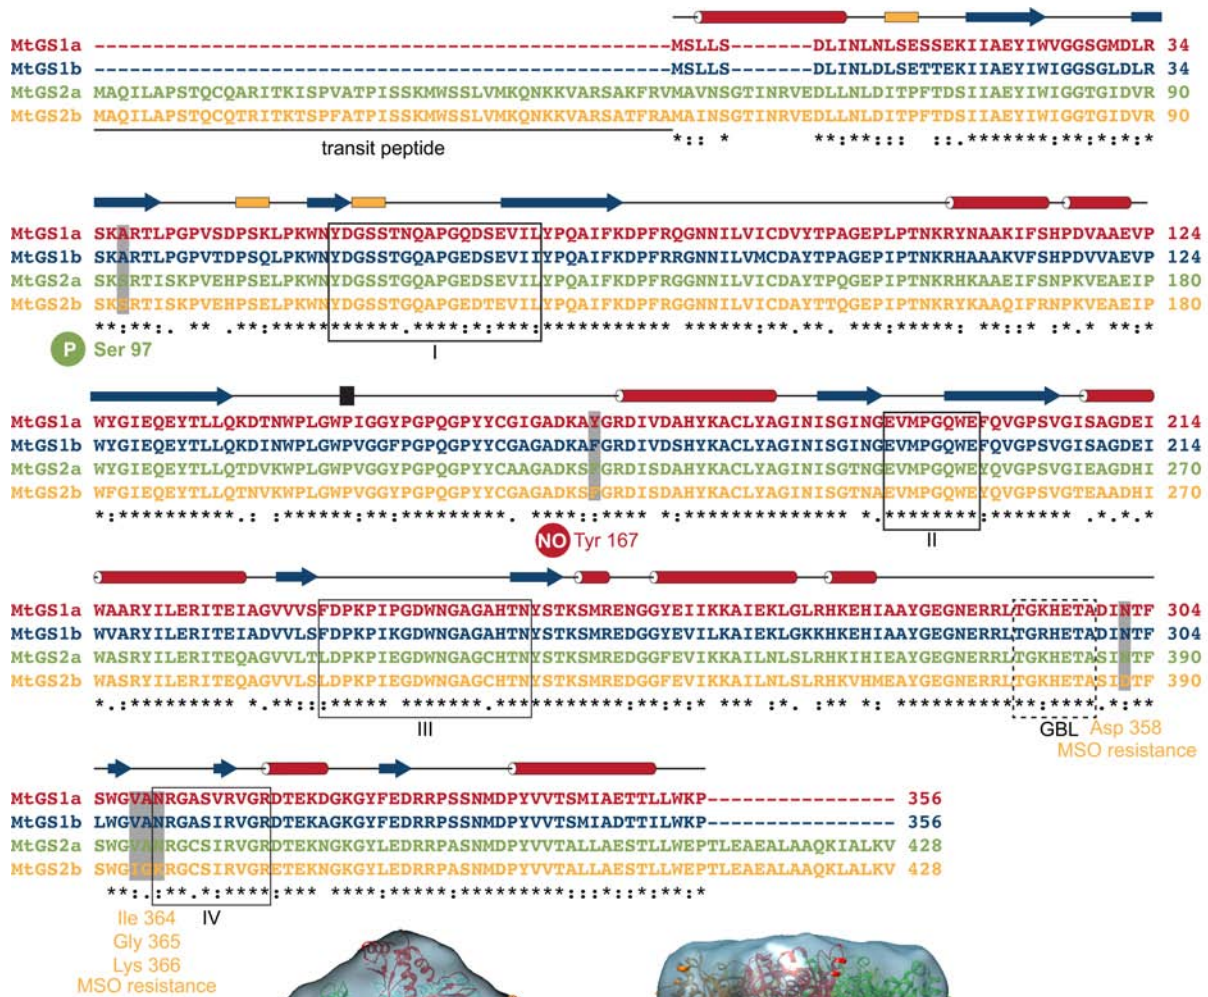 MtGS1a -------------------------------------------------MSLLS-------DLINLNLSESSEKIIAEYIWVGGSGMDLR 34
MtGS1b -------------------------------------------------MSLLS-------DLINLDLSETTEKIIAEYIWIGGSGLDLR 34
MtGS2a MAQILAPSTQCQARITKISPVATPISSKMWSSLVMKQNKKVARSAKFRVMAVNSGTINRVEDLLNLDITPFTDSIIAEYIWIGGTGIDVR 90
MtGS2b MAQILAPSTQCQTRITKTSPFATPISSKMWSSLVMKQNKKVARSATFRAMAINSGTINRVEDLLNLDITPFTDSIIAEYIWIGGTGIDVR 90
*:: * **:**::: ::.*******:**:*:*:*
transit peptide
MtGS1a SKARTLPGPVSDPSKLPKWNYDGSSTNQAPGQDSEVILYPQAIFKDPFRQGNNILVICDVYTPAGEPLPTNKRYNAAKIFSHPDVAAEVP 124
MtGS1b SKARTLPGPVTDPSQLPKWNYDGSSTGQAPGEDSEVIIYPQAIFKDPFRRGNNILVMCDAYTPAGEPIPTNKRHAAAKVFSHPDVVAEVP 124
MtGS2a SKSRTISKPVEHPSELPKWNYDGSSTGQAPGEDSEVILYPQAIFKDPFRGGNNILVICDAYTPAGEPIPTNKRHKAAEIFSNPKVEAEIP 180
MtGS2b SKSRTISKPVEHPSELPKWNYDGSSTGQAPGEDTEVILYPQAIFKDPFRGGNNILVICDAYTTQGEPIPTNKRYKAAQIFRNPKVEAEIP 180
**:**:. ** .**:***********.****:*:***:*********** ******:**.**. ***:*****: **::* :*.* **:*
P Ser 97
I
MtGS1a WYGIEQEYTLLQKDTNWPLGWPIGGYPGPQGPYYCGIGADKAYGRDIVDAHYKACLYAGINISGINGEVMPGQWEFQVGPSVGISAGDEI 214
MtGS1b WYGIEQEYTLLQKDINWPLGWPVGGFPGPQGPYYCGAGADKAFGRDIVDSHYKACLYAGINISGINGEVMPGQWEFQVGPSVGISAGDEI 214
MtGS2a WYGIEQEYTLLQTDVKWPLGWPVGGYPGPQGPYYCAAGADKSFGRDISDAHYKACLYAGINISGTNGEVMPGQWEYQVGPSVGIEAGDHI 270
MtGS2b WFGIEQEYTLLQTNVKWPLGWPVGGYPGPQGPYYCGAGADKSFGRDISDAHYKACLYAGINISGTNAEVMPGQWEYQVGPSVGTEAADHI 270
*:**********.: :******:**:*********. ****::**** *:************** *.********:******* .*.*.*
NO Tyr 167
II
MtGS1a WAARYILERITEIAGVVVSFDPKPIPGDWNGAGAHTNYSTKSMRENGGYEIIKKAIEKLGLRHKEHIAAYGEGNERRLTGKHETADINTF 304
MtGS1b WVARYILERITEIADVVLSFDPKPIKGDWNGAGAHTNYSTKSMREDGGYEVILKAIEKLGKKHKEHIAAYGEGNERRLTGRHETADINTF 304
MtGS2a WASRYILERITEQAGVVLTLDPKPIEGDWNGAGCHTNYSTKSMREDGGFEVIKKAILNLSLRHKIHIEAYGEGNERRLTGKHETASINTF 390
MtGS2b WASRYILERITEQAGVVLSLDPKPIEGDWNGAGCHTNYSTKSMREDGGFEVIKKAILNLSLRHKVHMEAYGEGNERRLTGKHETASIDTF 390
*.:********* *.**:::***** *******.***********:**:*:* *** :*. :** *: ************:****.*:**
III
GBL
Asp 358
MSO resistance
MtGS1a SWGVANRGASVRVGRDTEKDGKGYFEDRRPSSNMDPYVVTSMIAETTLLWKP---------------- 356
MtGS1b LWGVANRGASIRVGRDTEKAGKGYFEDRRPSSNMDPYVVTSMIADTTILWKP---------------- 356
MtGS2a SWGVANRGCSIRVGRDTEKNGKGYLEDRRPASNMDPYVVTALLAESTLLWEPTLEAEALAAQKIALKV 428
MtGS2b SWGIGKRGCSIRVGRETEKNGKGYLEDRRPASNMDPYVVTALLAESTLLWEPTLEAEALAAQKLALKV 428
**:.:**.*:****:*** ****:*****:*********:::*::*:**:*
IV
Ile 364
Gly 365
Lys 366
MSO resistance